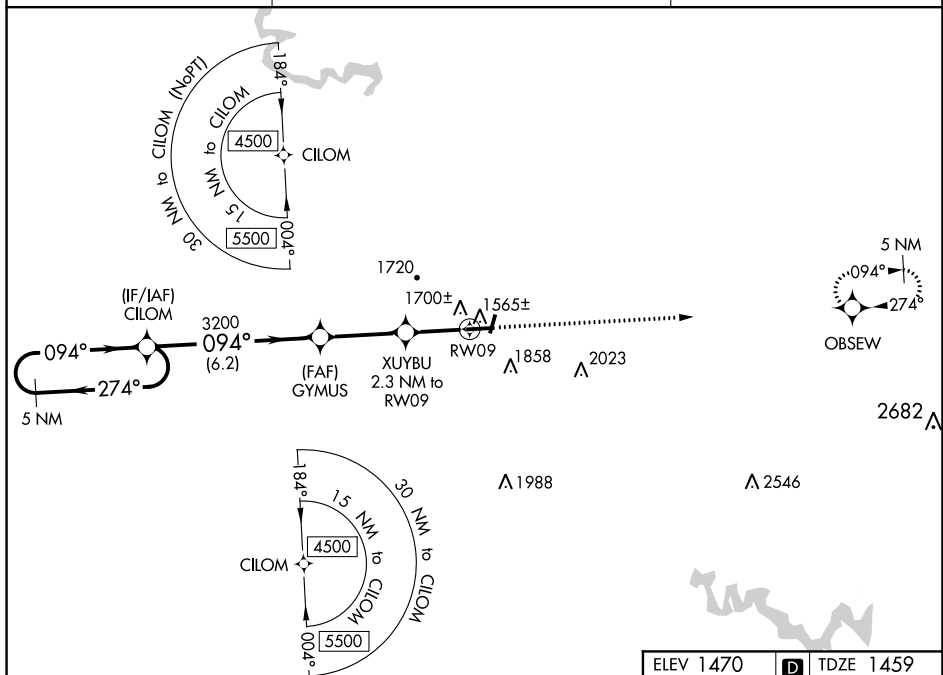 184°
30 NM to CILOM (NoPT)
15 NM to CILOM
4500
CILOM
5500
004°
1720
1700±
1565±
5 NM
094°
274°
OBSEW
(IF/IAF)
CILOM
3200
094°
(6.2)
094°
274°
5 NM
(FAF)
GYMUS
XUYBU
2.3 NM to
RW09
RW09
1858
2023
2682
1988
2546
184°
15 NM to CILOM
30 NM to CILOM
4500
CILOM
5500
004°
ELEV 1470
D
TDZE 1459